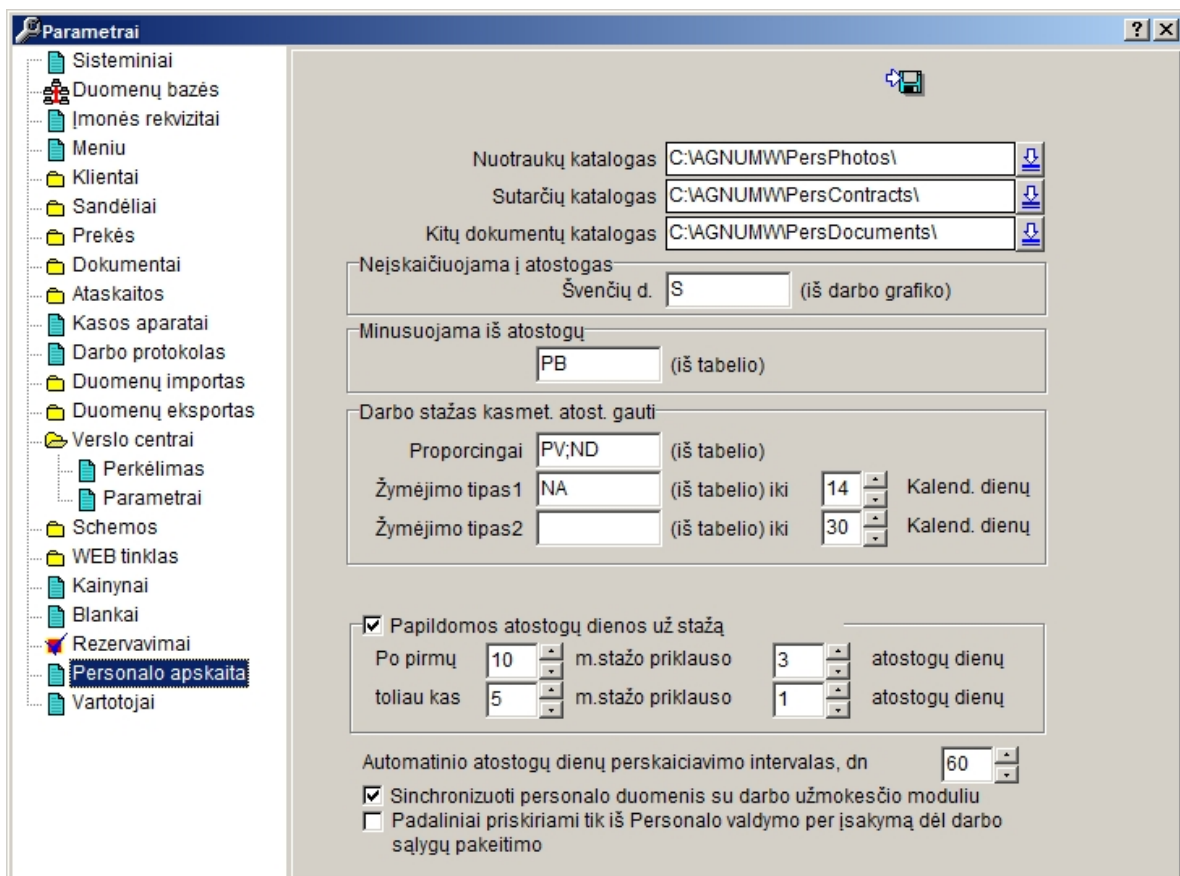 Parametrai
Sisteminiai
Duomenų bazės
Įmonės rekvizitai
Meniu
Klientai
Sandėliai
Prekės
Dokumentai
Ataskaitos
Kasos aparatai
Darbo protokolas
Duomenų importas
Duomenų eksportas
Verslo centrai
Perkėlimas
Parametrai
Schemos
WEB tinklas
Kainynai
Blankai
Rezervavimai
Personalo apskaita
Vartotojai
Nuotraukų katalogas C:\AGNUMW\PersPhotos\
Sutarčių katalogas C:\AGNUMW\PersContracts\
Kitų dokumentų katalogas C:\AGNUMW\PersDocuments\
Neįskaičiuojama į atostogas
Švenčių d. S (iš darbo grafiko)
Minusuojama iš atostogų
PB (iš tabelio)
Darbo stažas kasmet. atost. gauti
Proporcingai PV;ND (iš tabelio)
Žymėjimo tipas1 NA (iš tabelio) iki 14 Kalend. dienų
Žymėjimo tipas2 (iš tabelio) iki 30 Kalend. dienų
Papildomos atostogų dienos už stažą
Po pirmų 10 m.stažo priklauso 3 atostogų dienų
toliau kas 5 m.stažo priklauso 1 atostogų dienų
Automatinio atostogų dienų perskaiciavimo intervalas, dn 60
Sinchronizuoti personalo duomenis su darbo užmokesčio moduliu
Padaliniai priskiriami tik iš Personalo valdymo per įsakymą dėl darbo
sąlygų pakeitimo